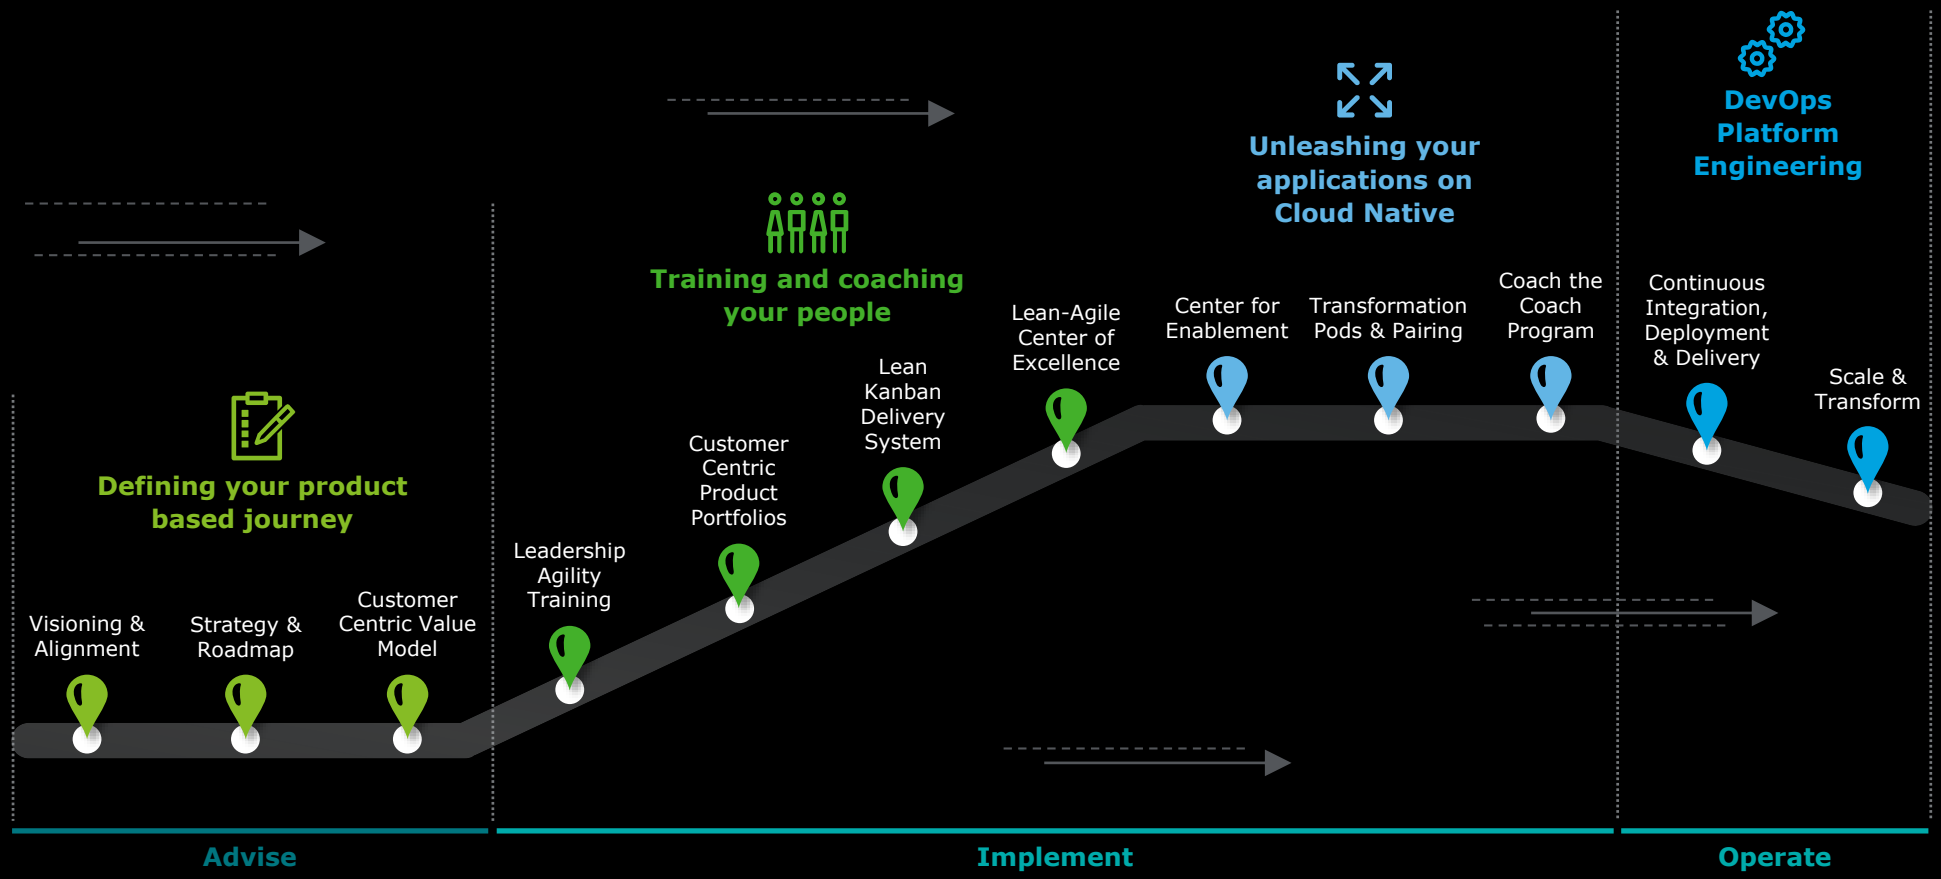 Defining your product
based journey
Visioning &
Alignment
Strategy &
Roadmap
Customer
Centric Value
Model
Training and coaching
your people
Leadership
Agility
Training
Customer
Centric
Product
Portfolios
Lean
Kanban
Delivery
System
Lean-Agile
Center of
Excellence
Unleashing your
applications on
Cloud Native
Center for
Enablement
Transformation
Pods & Pairing
Coach the
Coach
Program
DevOps
Platform
Engineering
Continuous
Integration,
Deployment
& Delivery
Scale &
Transform
Advise
Implement
Operate